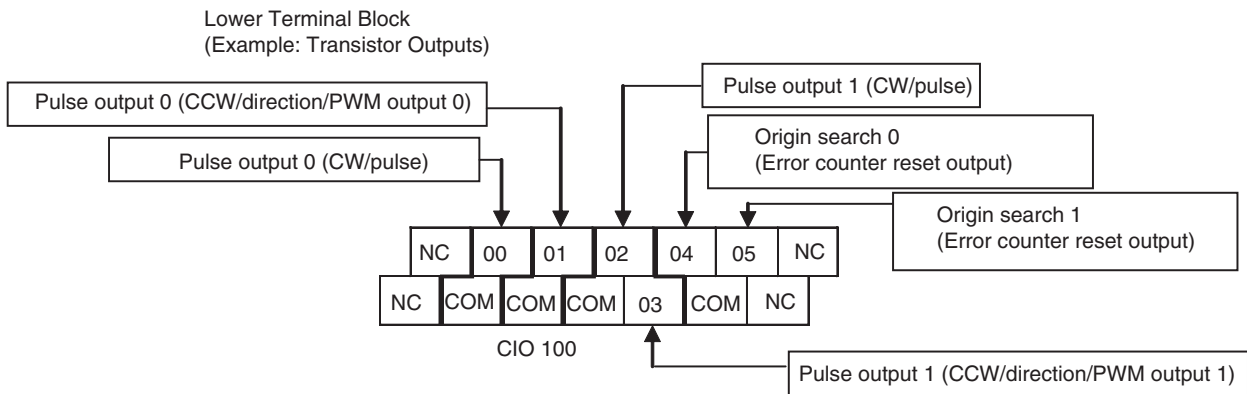 Lower Terminal Block
(Example: Transistor Outputs)
Pulse output 0 (CCW/direction/PWM output 0)
Pulse output 1 (CW/pulse)
Pulse output 0 (CW/pulse)
Origin search 0
(Error counter reset output)
Origin search 1
(Error counter reset output)
NC 00 01 02 04 05 NC
NC COM COM COM 03 COM NC
CIO 100
Pulse output 1 (CCW/direction/PWM output 1)